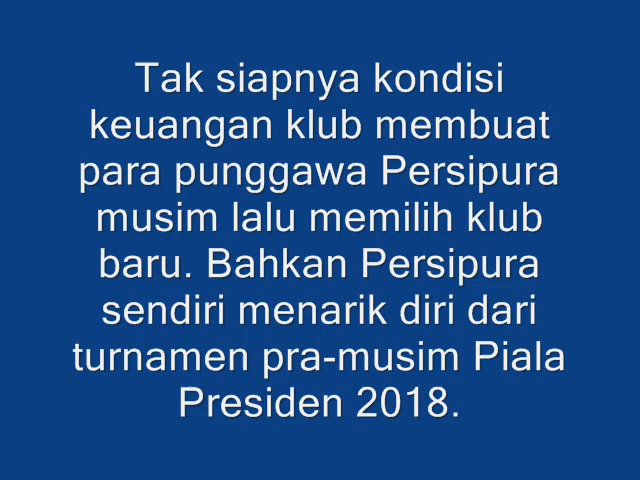 Tak siapnya kondisi
keuangan klub membuat
para punggawa Persipura
musim lalu memilih klub
baru. Bahkan Persipura
sendiri menarik diri dari
turnamen pra-musim Piala
Presiden 2018.